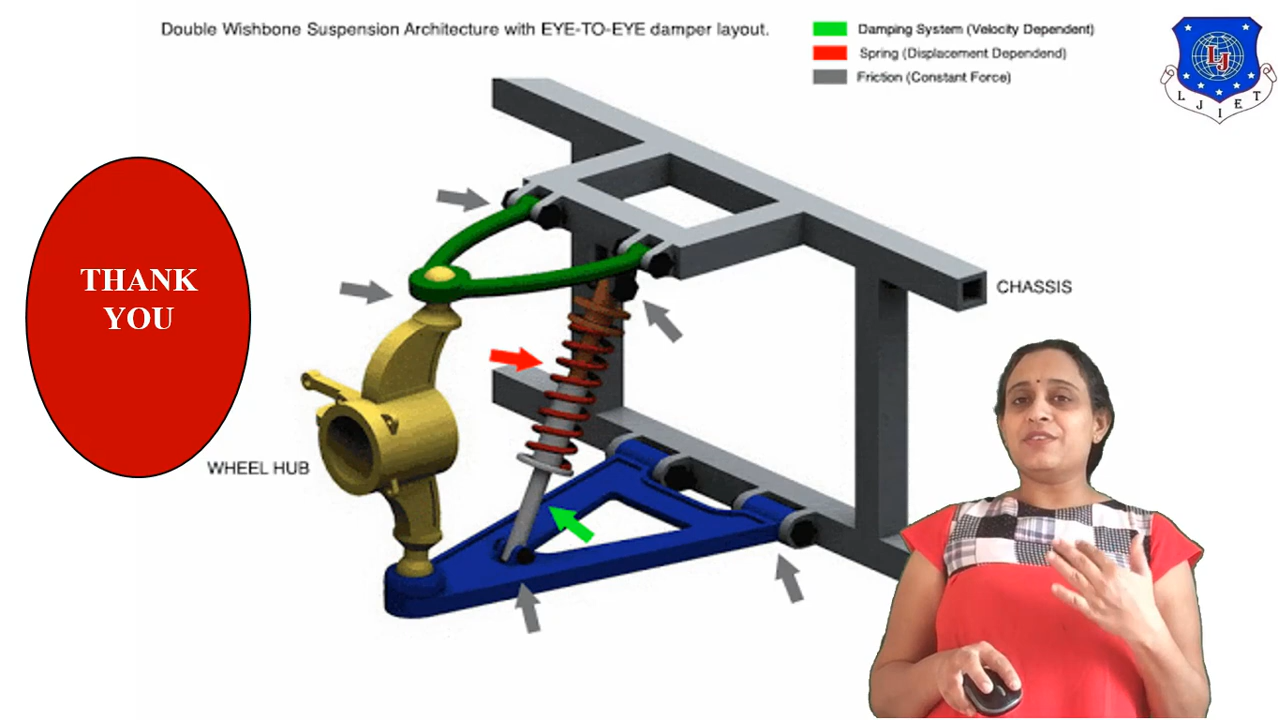 Double Wishbone Suspension Architecture with EYE-TO-EYE damper layout.
Damping System (Velocity Dependent)
Spring (Displacement Dependend)
Friction (Constant Force)
LJ
L J I E T
THANK
YOU
CHASSIS
WHEEL HUB